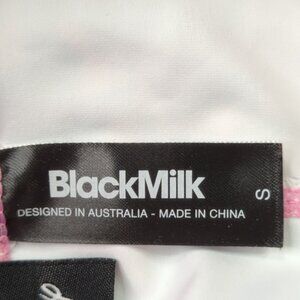 BlackMilk
DESIGNED IN AUSTRALIA - MADE IN CHINA
S